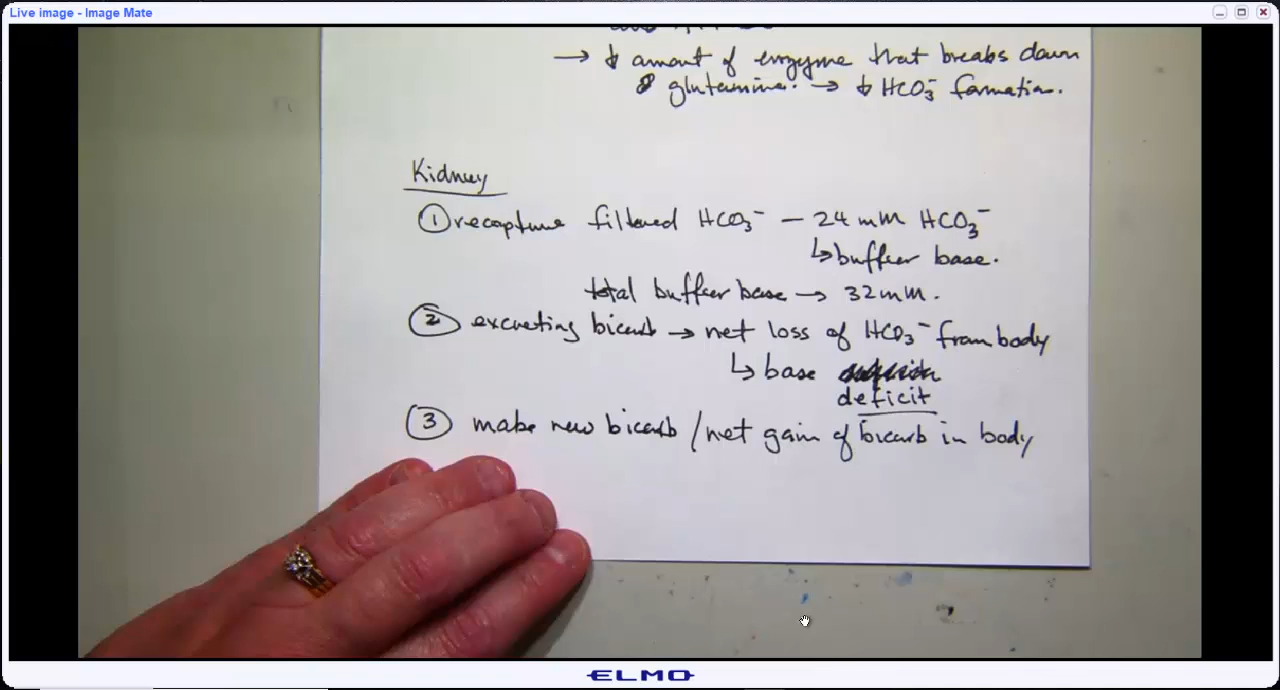 Live image - Image Mate
→ ↓ amount of enzyme that breaks down
glutamine. → ↓ HCO₃⁻ formation.
Kidney
① recapture filtered HCO₃⁻ – 24 mM HCO₃⁻
↳ buffer base.
total buffer base → 32 mM.
② excreting bicarb → net loss of HCO₃⁻ from body
↳ base
deficit
③ make new bicarb / net gain of bicarb in body
ELMO